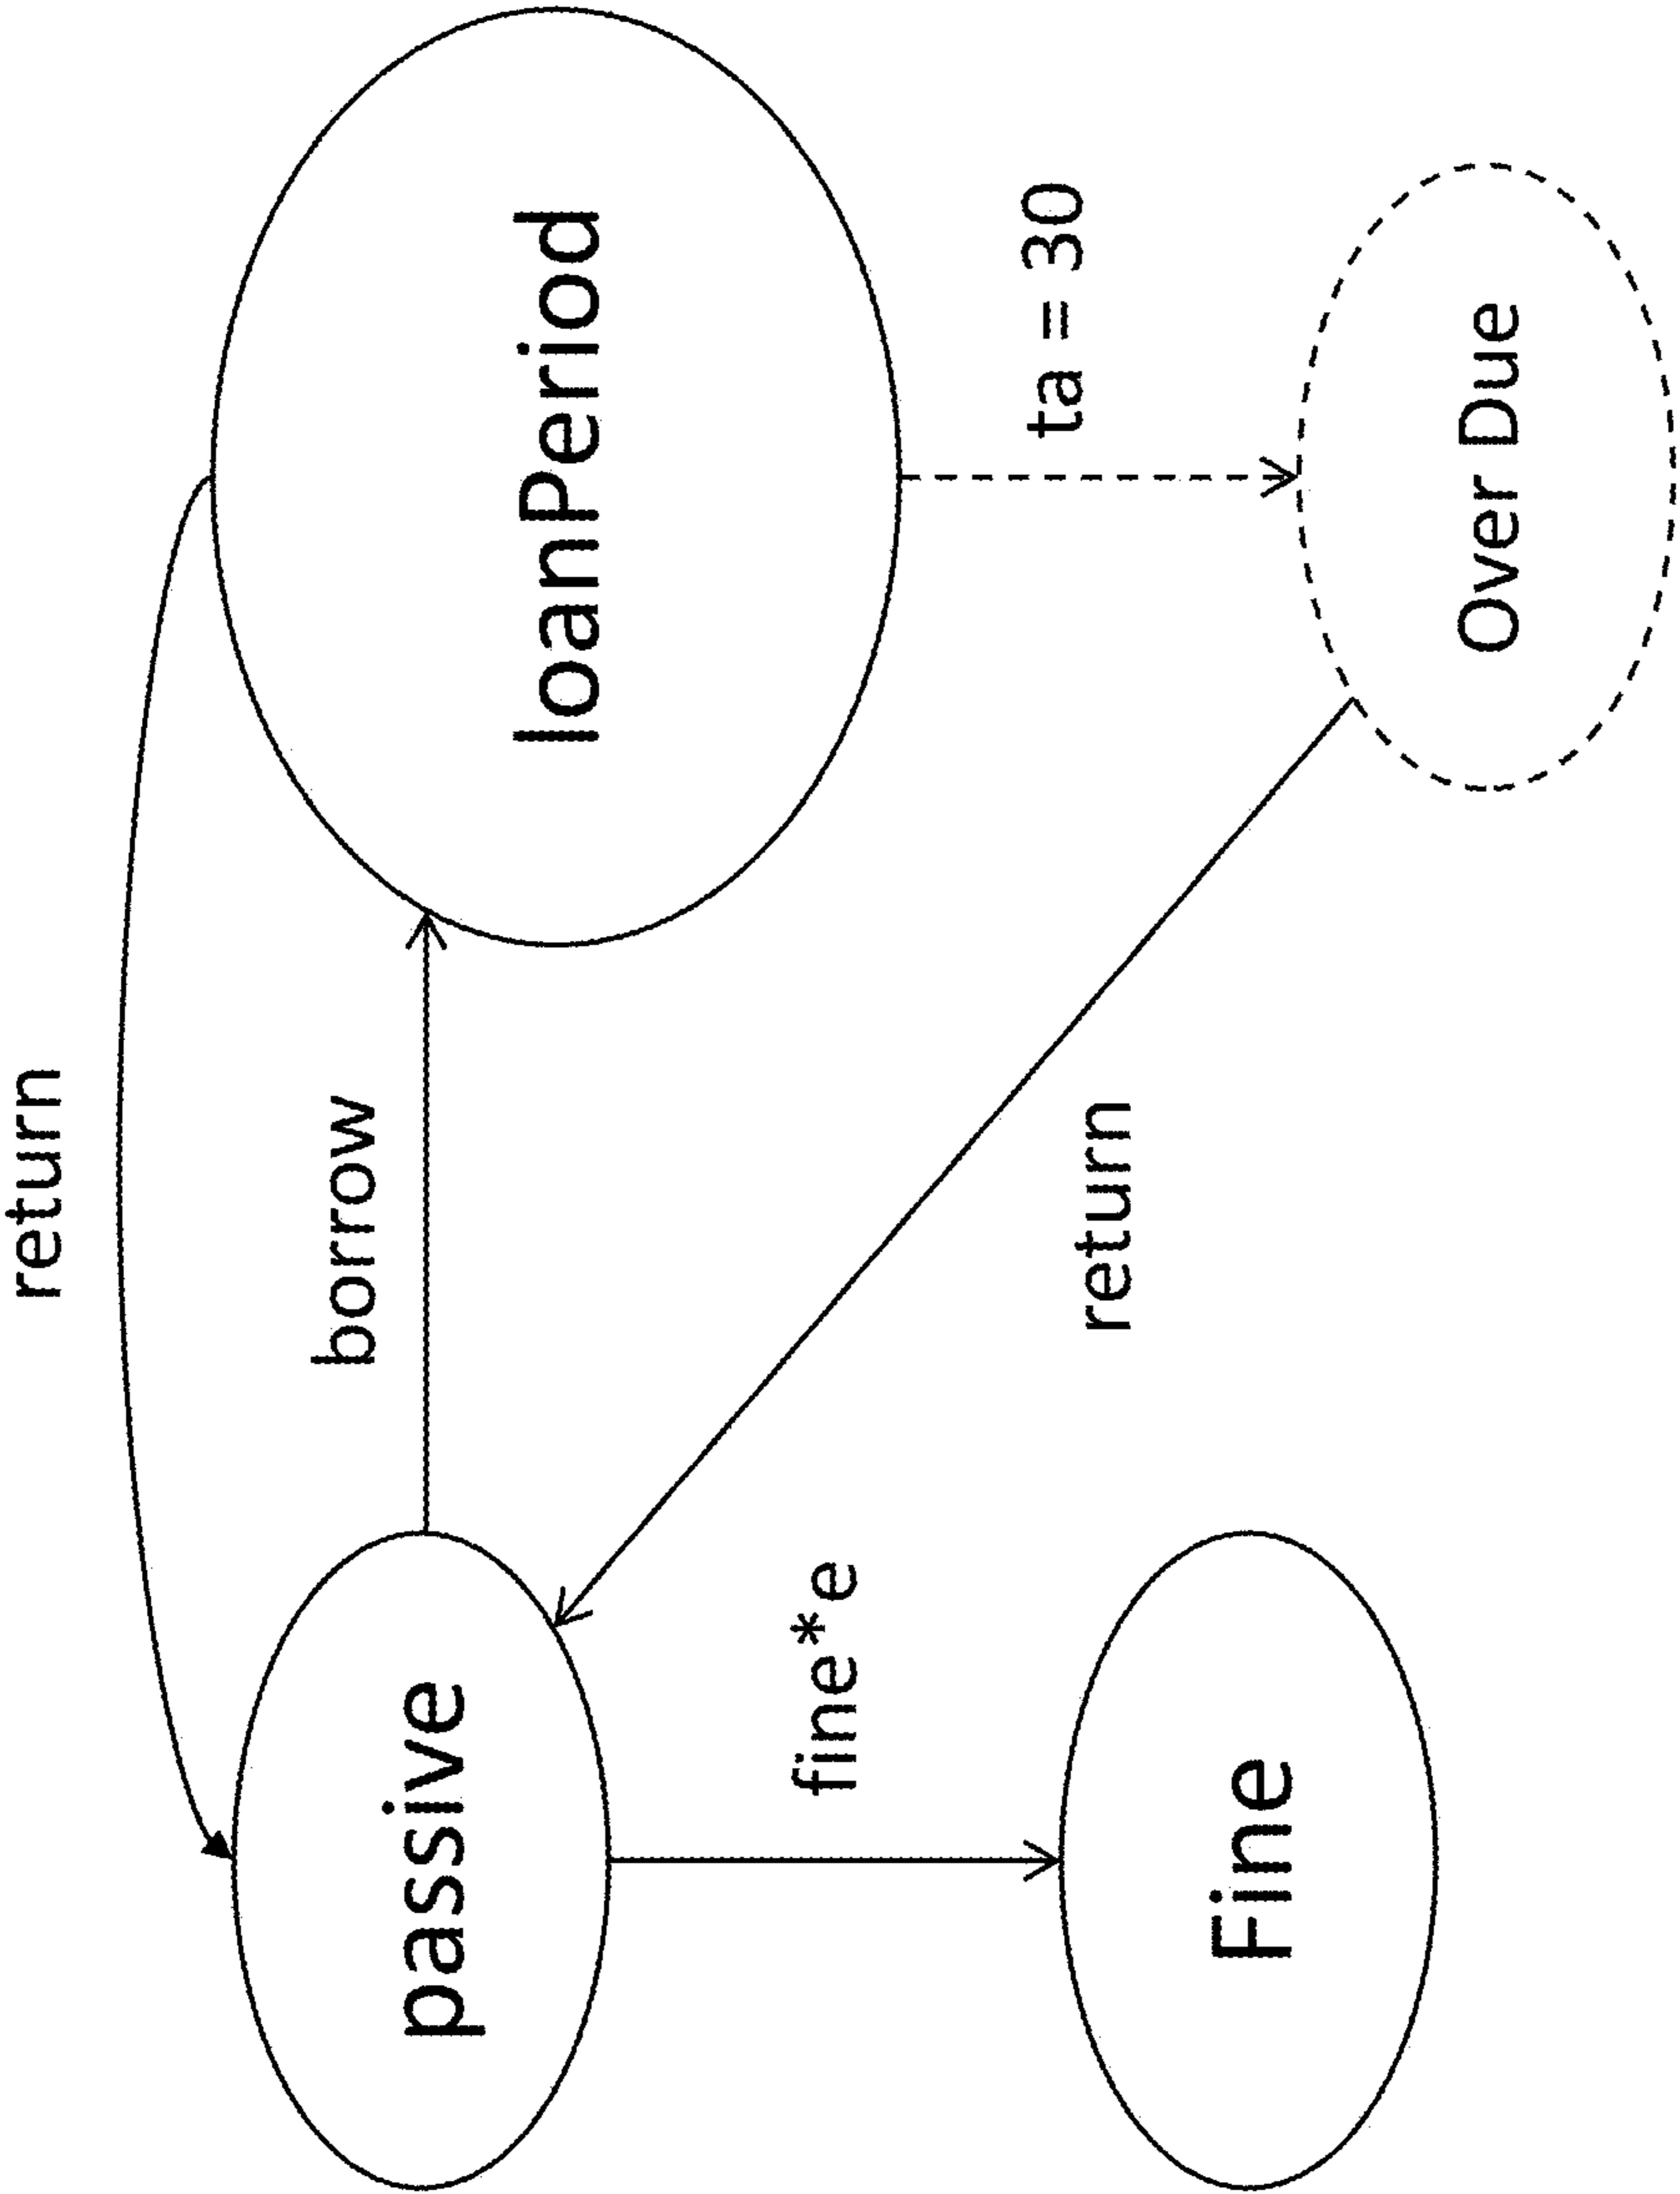 return
borrow
passive
loanPeriod
return
fine*e
ta = 30
Fine
Over Due